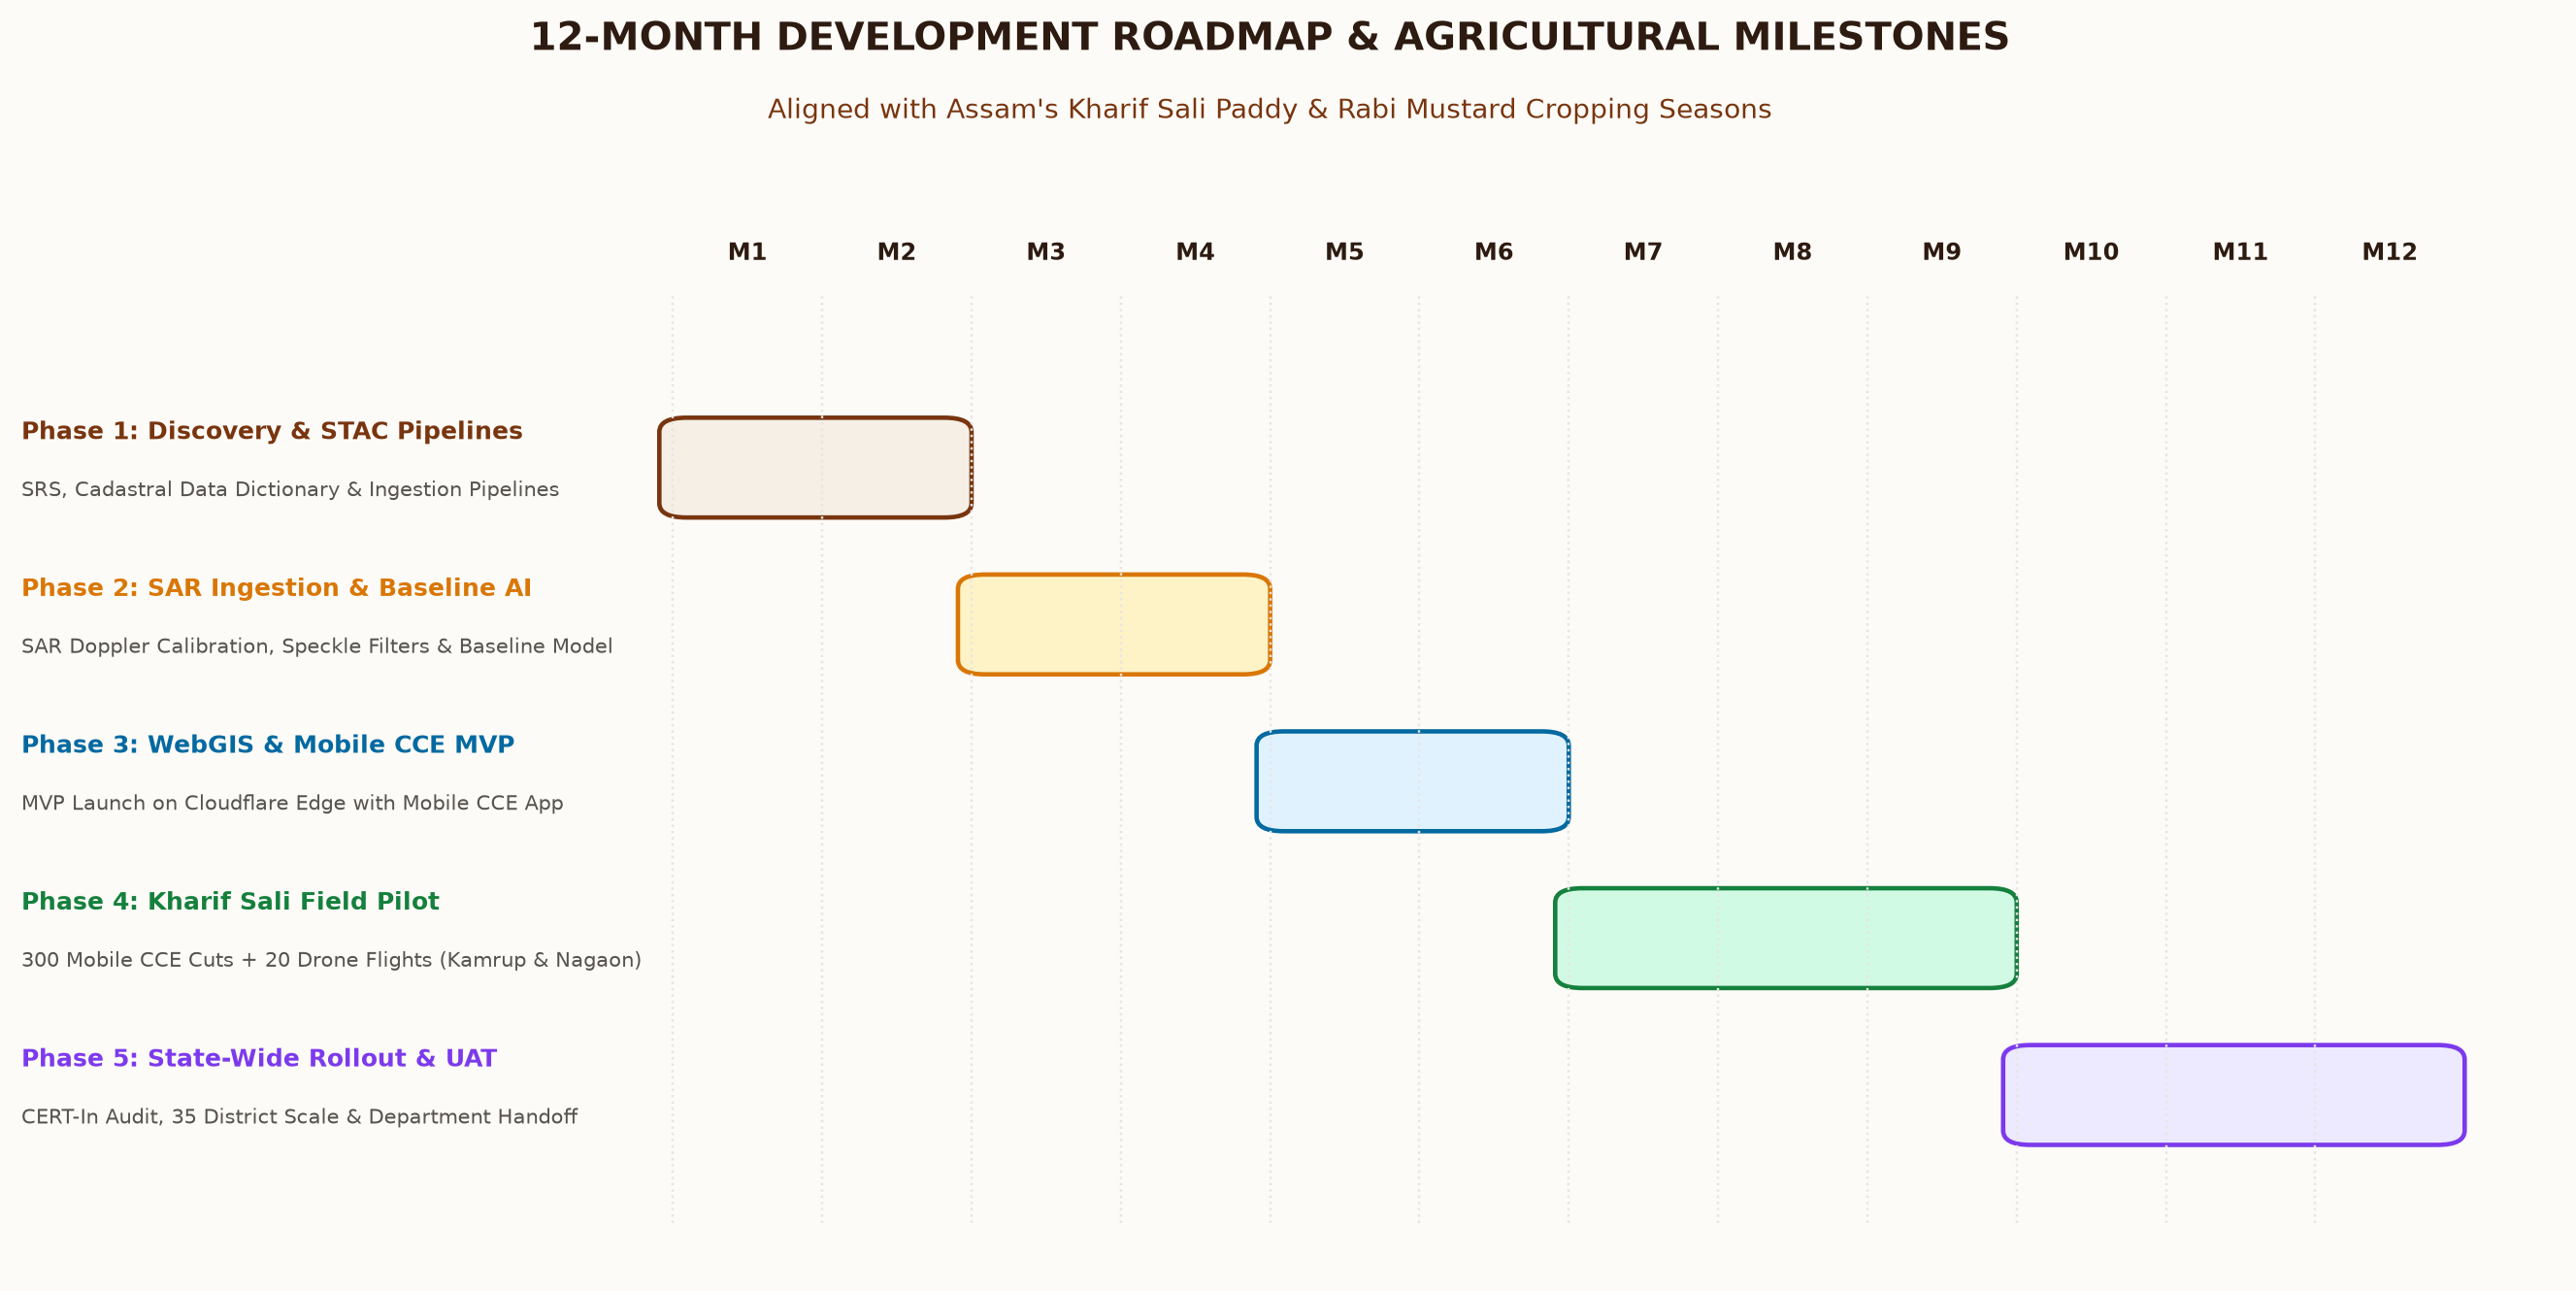 12-MONTH DEVELOPMENT ROADMAP & AGRICULTURAL MILESTONES
Aligned with Assam's Kharif Sali Paddy & Rabi Mustard Cropping Seasons
M1 M2 M3 M4 M5 M6 M7 M8 M9 M10 M11 M12
Phase 1: Discovery & STAC Pipelines
SRS, Cadastral Data Dictionary & Ingestion Pipelines
Phase 2: SAR Ingestion & Baseline AI
SAR Doppler Calibration, Speckle Filters & Baseline Model
Phase 3: WebGIS & Mobile CCE MVP
MVP Launch on Cloudflare Edge with Mobile CCE App
Phase 4: Kharif Sali Field Pilot
300 Mobile CCE Cuts + 20 Drone Flights (Kamrup & Nagaon)
Phase 5: State-Wide Rollout & UAT
CERT-In Audit, 35 District Scale & Department Handoff